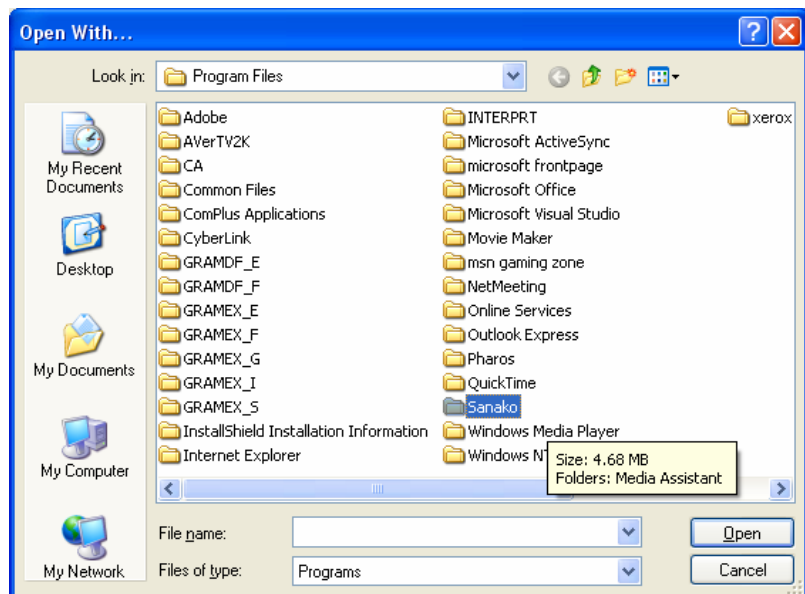 Open With...
Look in:
Program Files
My Recent
Documents
Desktop
My Documents
My Computer
My Network
Adobe
AVerTV2K
CA
Common Files
ComPlus Applications
CyberLink
GRAMDF_E
GRAMDF_F
GRAMEX_E
GRAMEX_F
GRAMEX_G
GRAMEX_I
GRAMEX_S
InstallShield Installation Information
Internet Explorer
INTERPRT
Microsoft ActiveSync
microsoft frontpage
Microsoft Office
Microsoft Visual Studio
Movie Maker
msn gaming zone
NetMeeting
Online Services
Outlook Express
Pharos
QuickTime
Sanako
Windows Media Player
Windows N
xerox
Size: 4.68 MB
Folders: Media Assistant
File name:
Open
Files of type:
Programs
Cancel